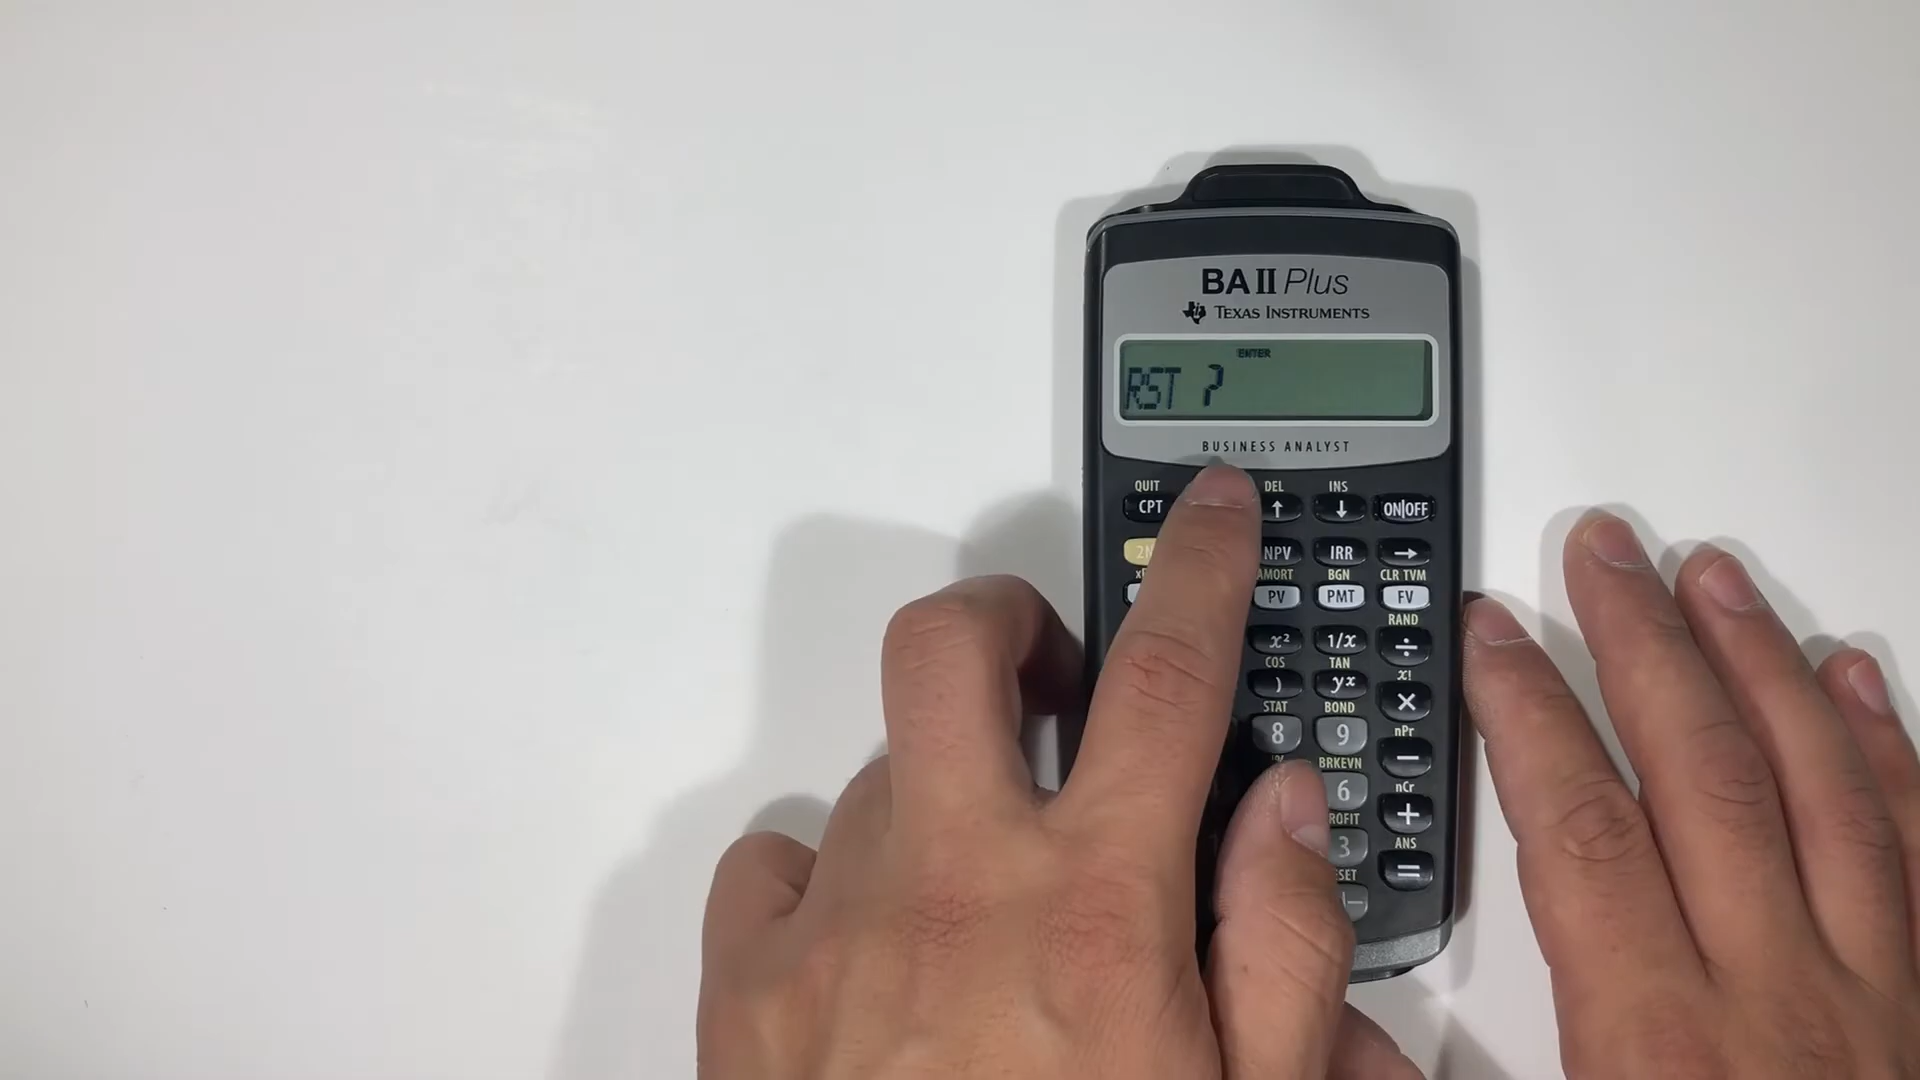 BA II Plus
TEXAS INSTRUMENTS
ENTER
RST ?
BUSINESS ANALYST
QUIT DEL INS
CPT ↑ ↓ ON|OFF
NPV IRR →
AMORT BGN CLR TVM
PV PMT FV
RAND
x² 1/x ÷
COS TAN x!
) yx ×
STAT BOND nPr
8 9 −
BRKEVN nCr
6 +
ANS
3 =